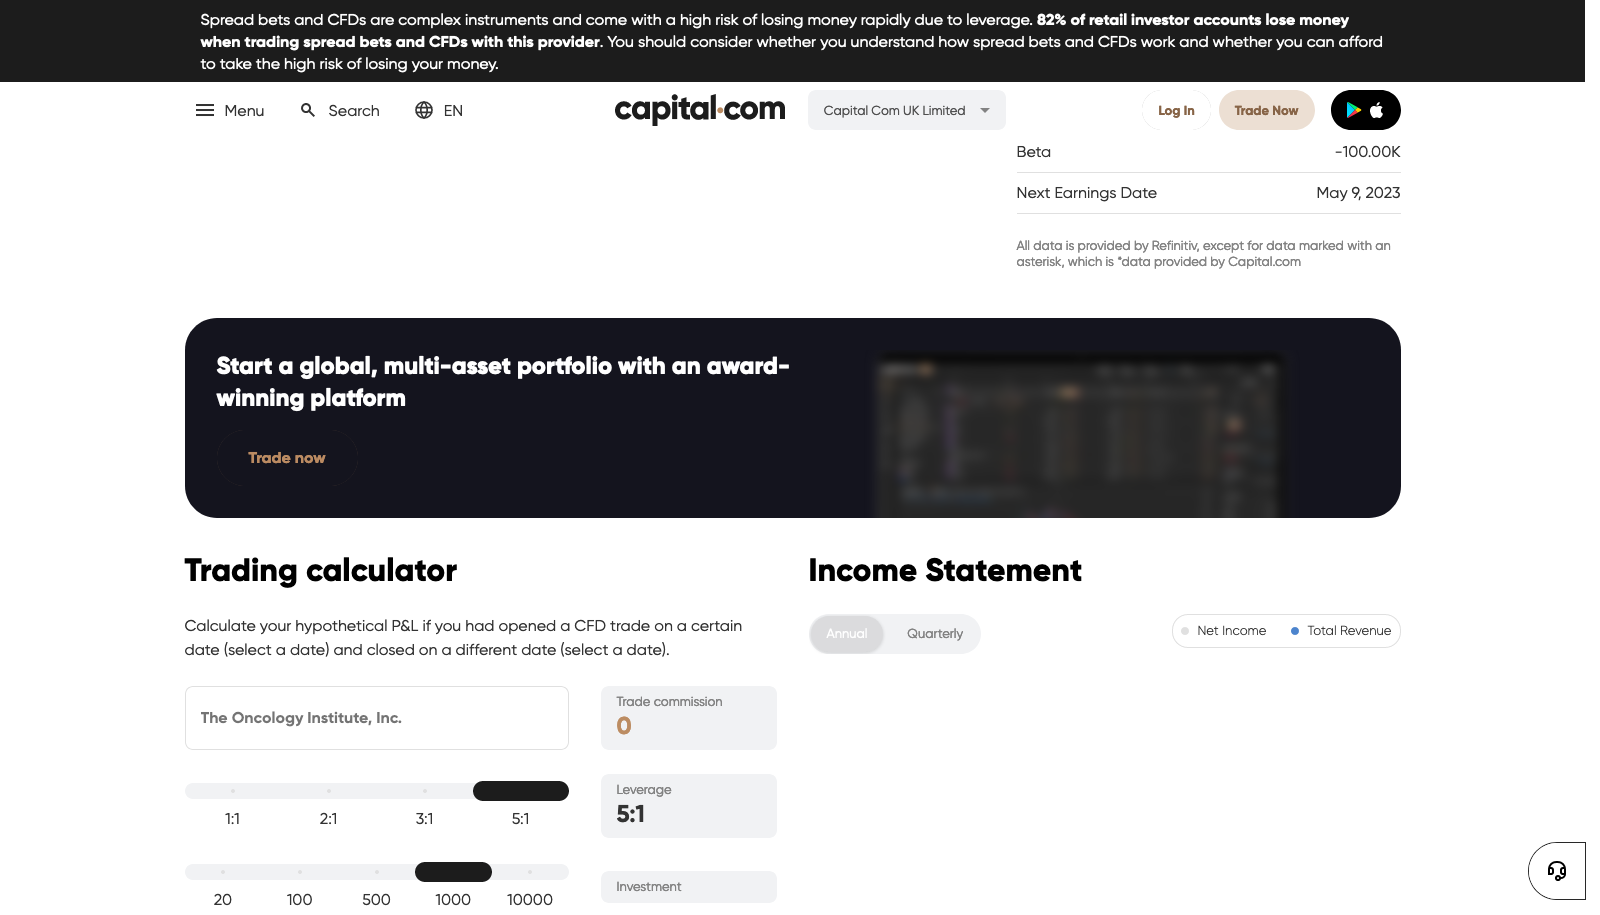 Spread bets and CFDs are complex instruments and come with a high risk of losing money rapidly due to leverage. 82% of retail investor accounts lose money
when trading spread bets and CFDs with this provider. You should consider whether you understand how spread bets and CFDs work and whether you can afford
to take the high risk of losing your money.
Menu
Search
EN
capital.com
Capital Com UK Limited
Log In
Trade Now
Beta
-100.00K
Next Earnings Date
May 9, 2023
All data is provided by Refinitiv, except for data marked with an
asterisk, which is *data provided by Capital.com
Start a global, multi-asset portfolio with an award-
winning platform
Trade now
Trading calculator
Calculate your hypothetical P&L if you had opened a CFD trade on a certain
date (select a date) and closed on a different date (select a date).
The Oncology Institute, Inc.
Trade commission
0
1:1
2:1
3:1
5:1
Leverage
5:1
20
100
500
1000
10000
Investment
Income Statement
Annual
Quarterly
Net Income
Total Revenue